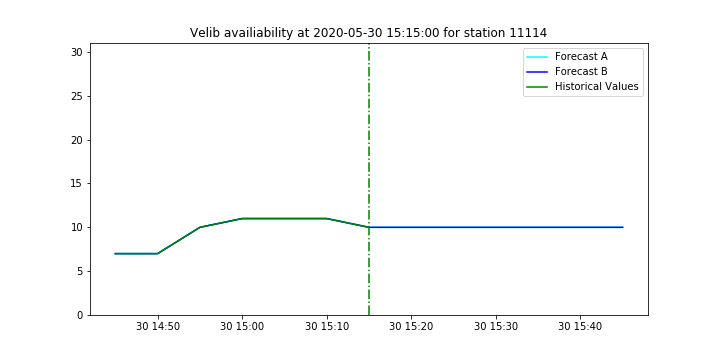 Velib availiability at 2020-05-30 15:15:00 for station 11114
Forecast A
Forecast B
Historical Values
30
25
20
15
10
5
0
30 14:50 30 15:00 30 15:10 30 15:20 30 15:30 30 15:40